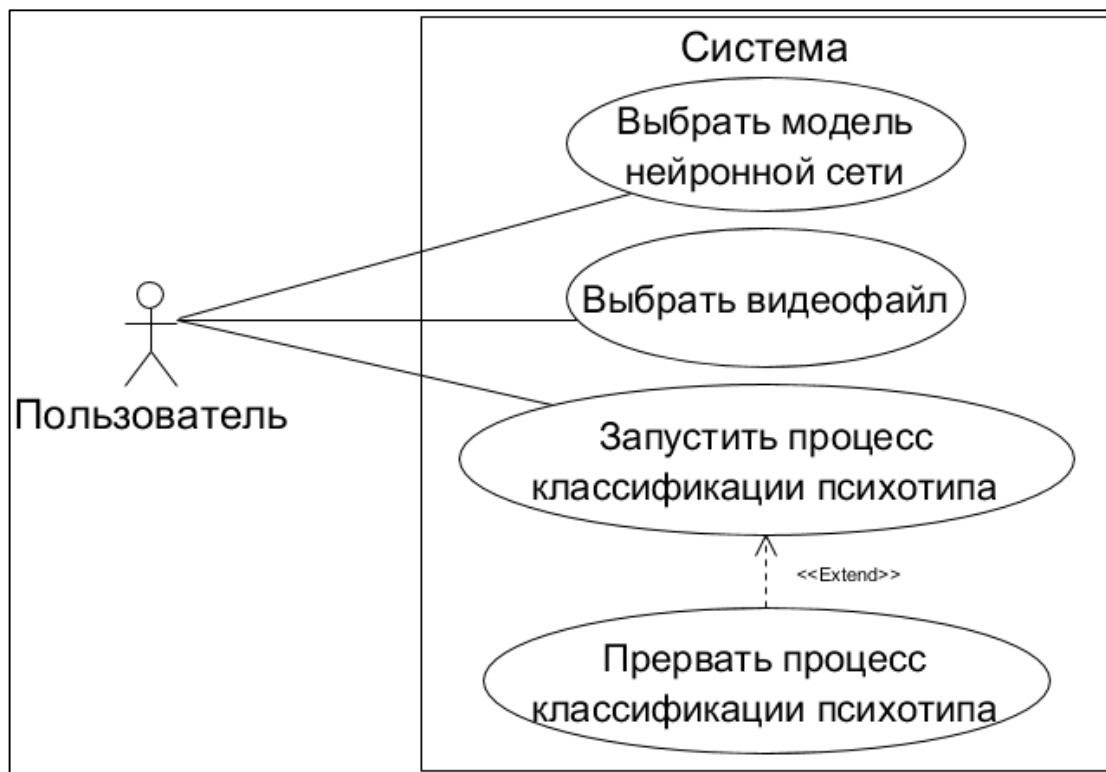 Система
Выбрать модель
нейронной сети
Выбрать видеофайл
Пользователь
Запустить процесс
классификации психотипа
<<Extend>>
Прервать процесс
классификации психотипа